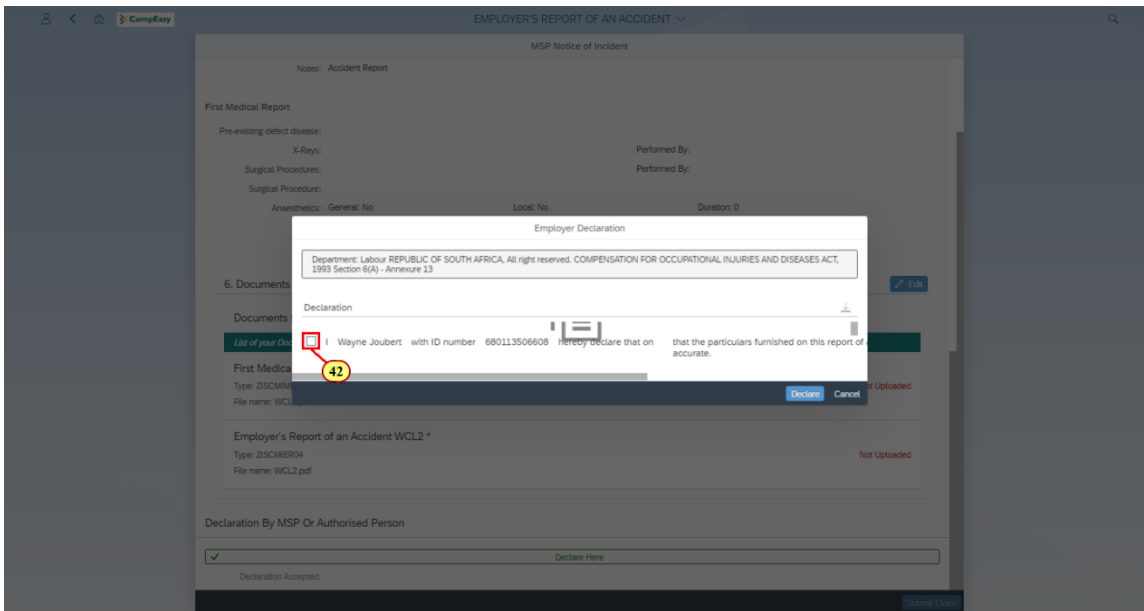 CompEasy
EMPLOYER'S REPORT OF AN ACCIDENT
MSP Notice of Incident
Notes: Accident Report
First Medical Report
Pre-existing defect disease:
X-Rays: Performed By:
Surgical Procedures: Performed By:
Surgical Procedure:
Anaesthetics: General: No Local: No Duration: 0
Employer Declaration
Department: Labour REPUBLIC OF SOUTH AFRICA, All right reserved. COMPENSATION FOR OCCUPATIONAL INJURIES AND DISEASES ACT,
1993 Section 6(A) - Annexure 13
6. Documents Edit
Declaration
Documents
List of your Doc
I Wayne Joubert with ID number 680113506608 hereby declare that on that the particulars furnished on this report of
accurate.
42
First Medica
Type: ZISCMIM Uploaded
File name: WCL
Declare Cancel
Employer's Report of an Accident WCL2 *
Type: ZISCMIER04 Not Uploaded
File name: WCL2.pdf
Declaration By MSP Or Authorised Person
Declare Here
Declaration Accepted:
Submit Claim